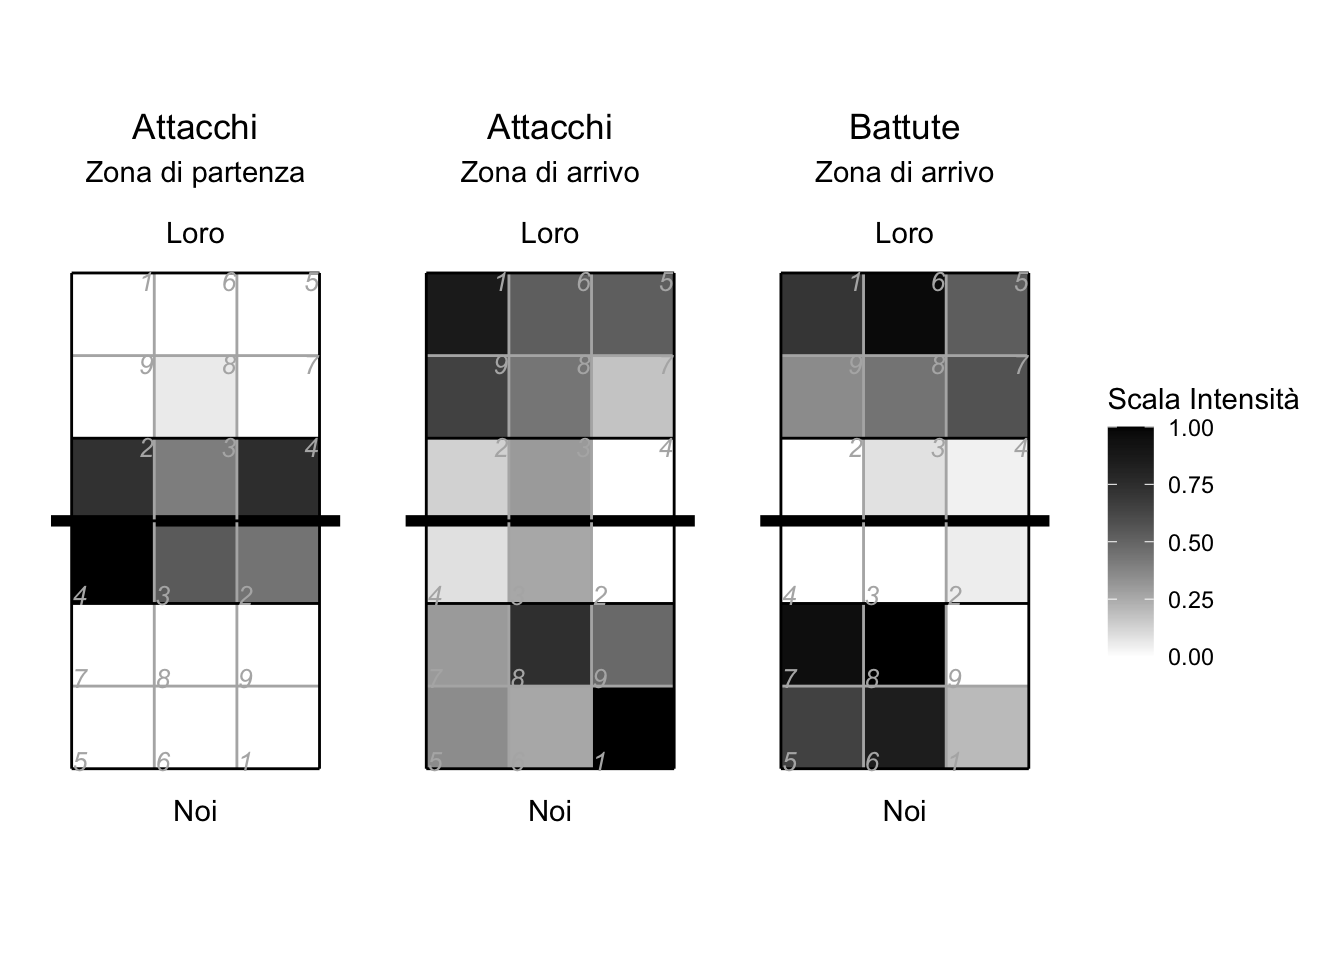 Attacchi
Zona di partenza
Loro
1 6 5
9 8 7
2 3 4
4 3 2
7 8 9
5 6 1
Noi
Attacchi
Zona di arrivo
Loro
1 6 5
9 8 7
2 3 4
4 3 2
7 8 9
5 6 1
Noi
Battute
Zona di arrivo
Loro
1 6 5
9 8 7
2 3 4
4 3 2
7 8 9
5 6 1
Noi
Scala Intensità
1.00
0.75
0.50
0.25
0.00